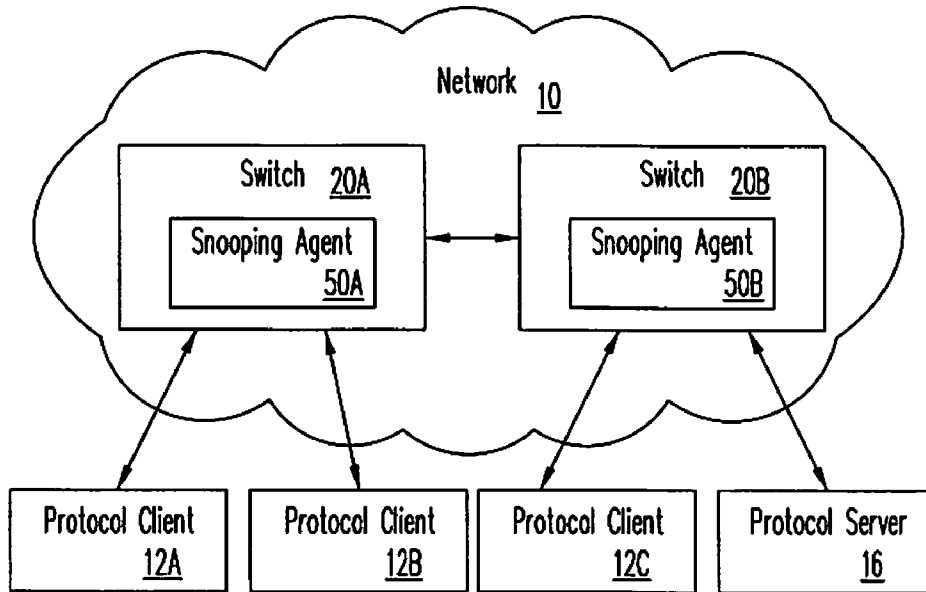 Network 10
Switch 20A
Snooping Agent
50A
Switch 20B
Snooping Agent
50B
Protocol Client
12A
Protocol Client
12B
Protocol Client
12C
Protocol Server
16